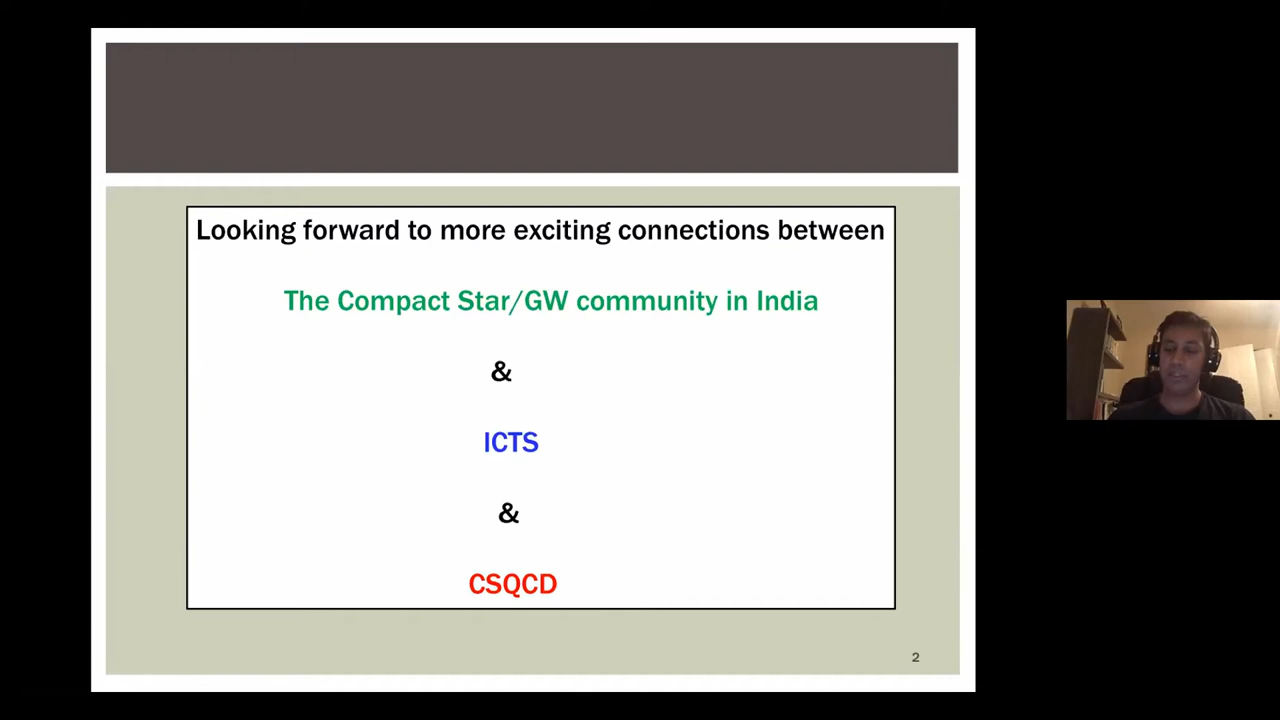 Looking forward to more exciting connections between
The Compact Star/GW community in India
&
ICTS
&
CSQCD
2